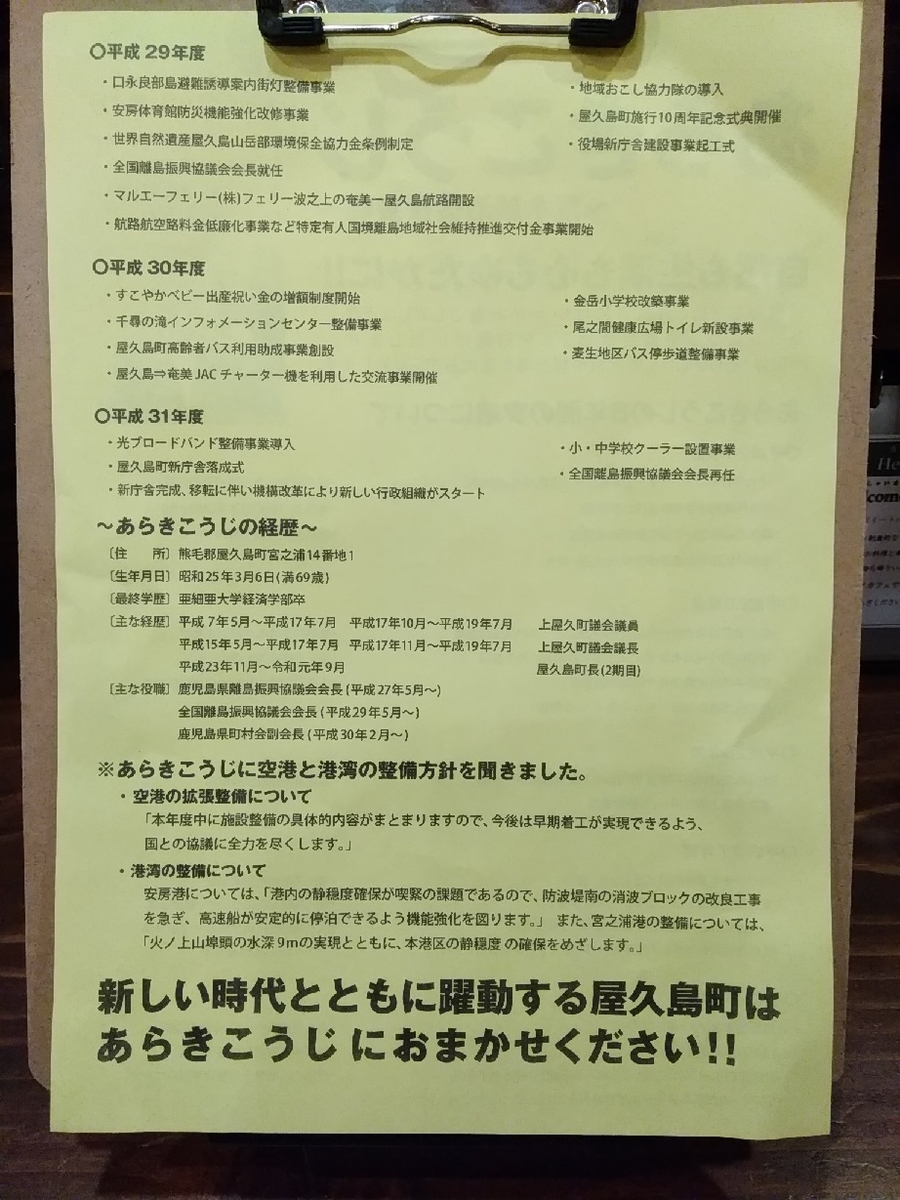 〇平成 29年度
・口永良部島避難誘導案内街灯整備事業
・安房体育館防災機能強化改修事業
・世界自然遺産屋久島山岳部環境保全協力金条例制定
・全国離島振興協議会会長就任
・マルエーフェリー(株)フェリー波之上の奄美ー屋久島航路開設
・航路航空路料金低廉化事業など特定有人国境離島地域社会維持推進交付金事業開始
・地域おこし協力隊の導入
・屋久島町施行10周年記念式典開催
・役場新庁舎建設事業起工式
〇平成 30年度
・すこやかベビー出産祝い金の増額制度開始
・千尋の滝インフォメーションセンター整備事業
・屋久島町高齢者バス利用助成事業創設
・屋久島⇒奄美 JAC チャーター機を利用した交流事業開催
・金岳小学校改築事業
・尾之間健康広場トイレ新設事業
・麦生地区バス停歩道整備事業
〇平成 31年度
・光ブロードバンド整備事業導入
・屋久島町新庁舎落成式
・新庁舎完成、移転に伴い機構改革により新しい行政組織がスタート
・小・中学校クーラー設置事業
・全国離島振興協議会会長再任
～あらきこうじの経歴～
〔住　所〕熊毛郡屋久島町宮之浦14番地1
〔生年月日〕昭和25年3月6日(満69歳)
〔最終学歴〕亜細亜大学経済学部卒
〔主な経歴〕平成 7年5月～平成17年7月　平成17年10月～平成19年7月　上屋久町議会議員
平成15年5月～平成17年7月　平成17年11月～平成19年7月　上屋久町議会議長
平成23年11月～令和元年9月　屋久島町長(2期目)
〔主な役職〕鹿児島県離島振興協議会会長(平成27年5月～)
全国離島振興協議会会長(平成29年5月～)
鹿児島県町村会副会長(平成30年2月～)
※あらきこうじに空港と港湾の整備方針を聞きました。
・空港の拡張整備について
「本年度中に施設整備の具体的内容がまとまりますので、今後は早期着工が実現できるよう、
国との協議に全力を尽くします。」
・港湾の整備について
安房港については、「港内の静穏度確保が喫緊の課題であるので、防波堤南の消波ブロックの改良工事
を急ぎ、高速船が安定的に停泊できるよう機能強化を図ります。」 また、宮之浦港の整備については、
「火ノ上山埠頭の水深9mの実現とともに、本港区の静穏度の確保をめざします。」
新しい時代とともに躍動する屋久島町は
あらきこうじにおまかせください!!